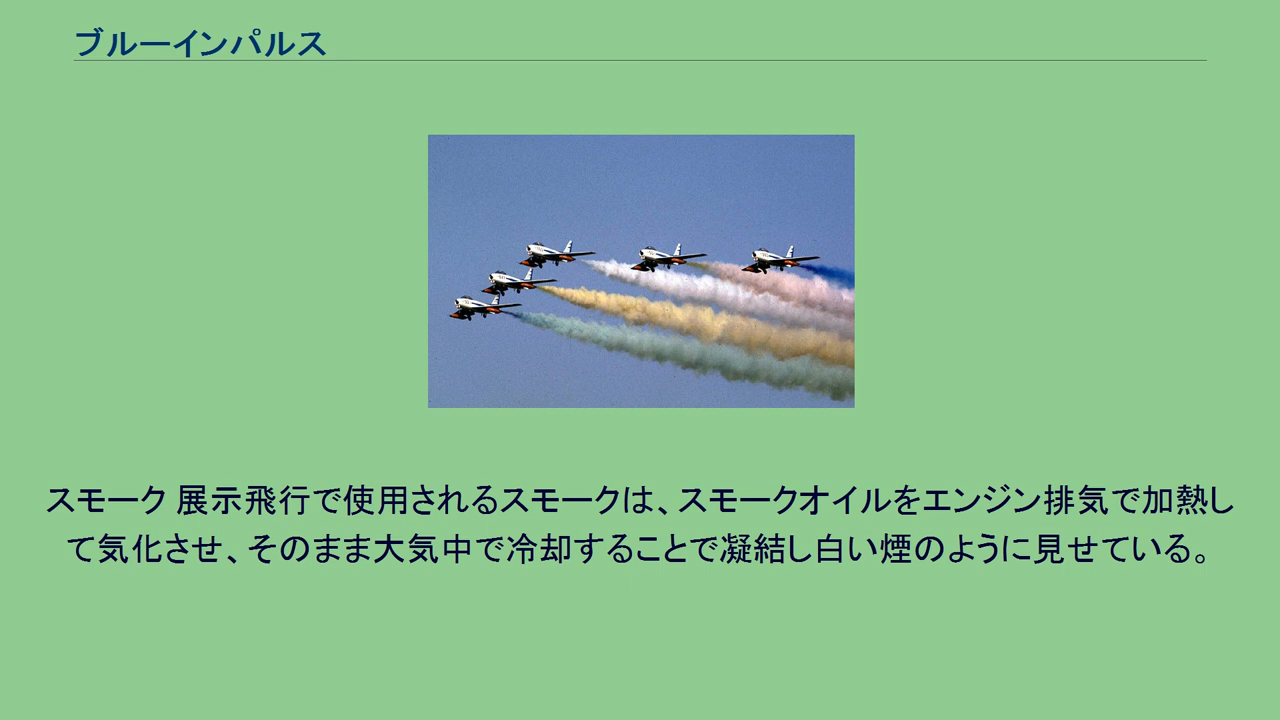 ブルーインパルス
スモーク 展示飛行で使用されるスモークは、スモークオイルをエンジン排気で加熱し
て気化させ、そのまま大気中で冷却することで凝結し白い煙のように見せている。